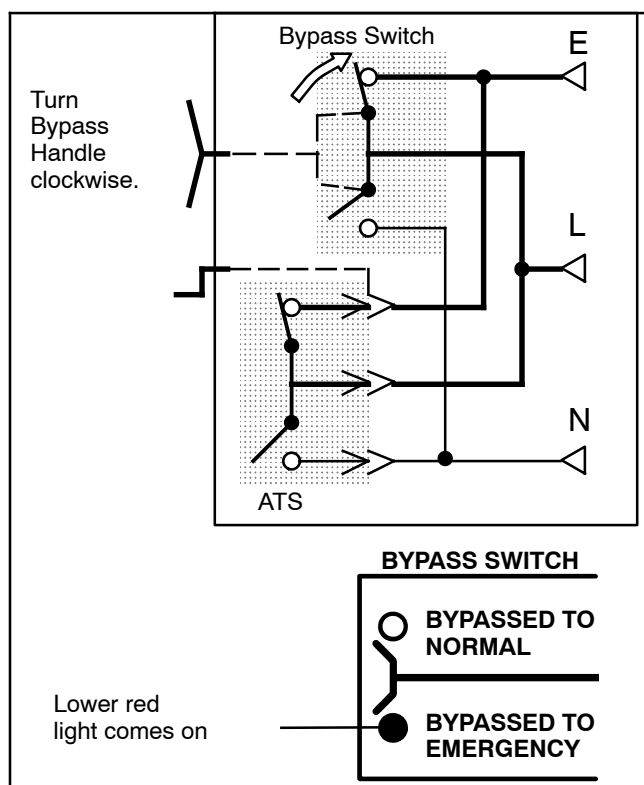 Bypass Switch
E
Turn
Bypass
Handle
clockwise.
L
N
ATS
BYPASS SWITCH
BYPASSED TO
NORMAL
Lower red
light comes on
BYPASSED TO
EMERGENCY